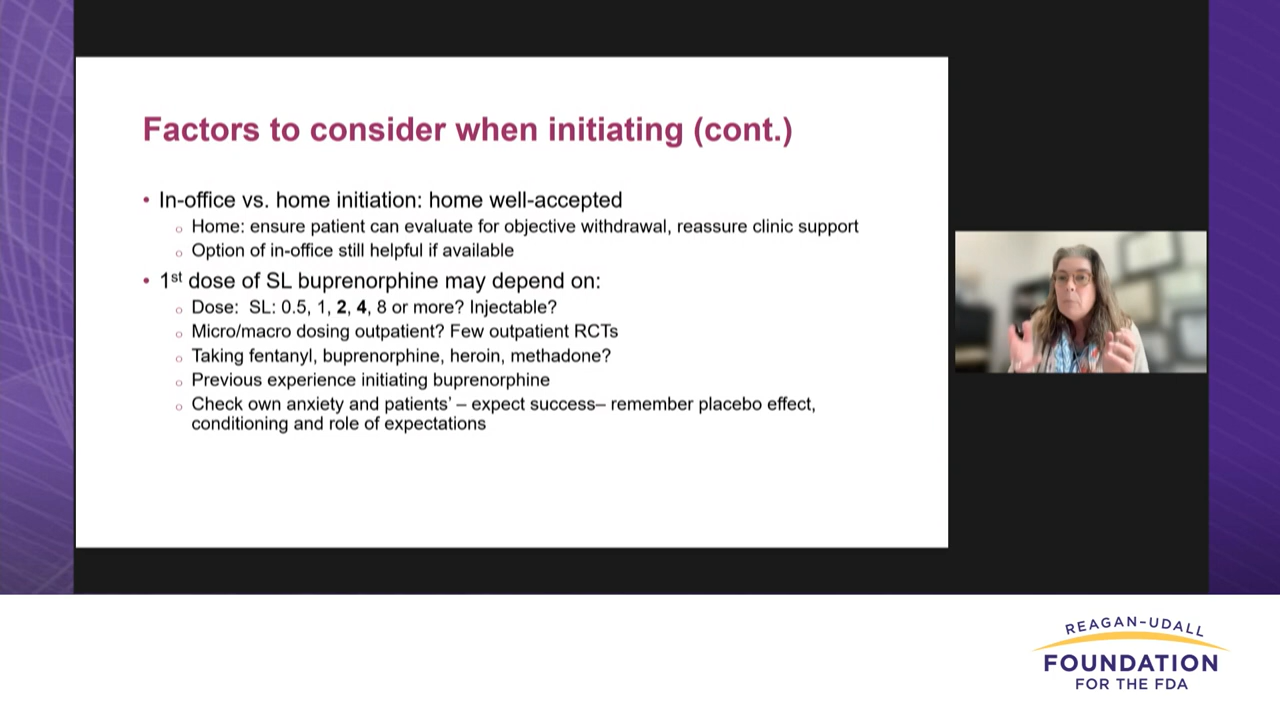 Factors to consider when initiating (cont.)
• In-office vs. home initiation: home well-accepted
o Home: ensure patient can evaluate for objective withdrawal, reassure clinic support
o Option of in-office still helpful if available
• 1st dose of SL buprenorphine may depend on:
o Dose: SL: 0.5, 1, 2, 4, 8 or more? Injectable?
o Micro/macro dosing outpatient? Few outpatient RCTs
o Taking fentanyl, buprenorphine, heroin, methadone?
o Previous experience initiating buprenorphine
o Check own anxiety and patients’ – expect success– remember placebo effect,
conditioning and role of expectations
REAGAN-UDALL
FOUNDATION
FOR THE FDA